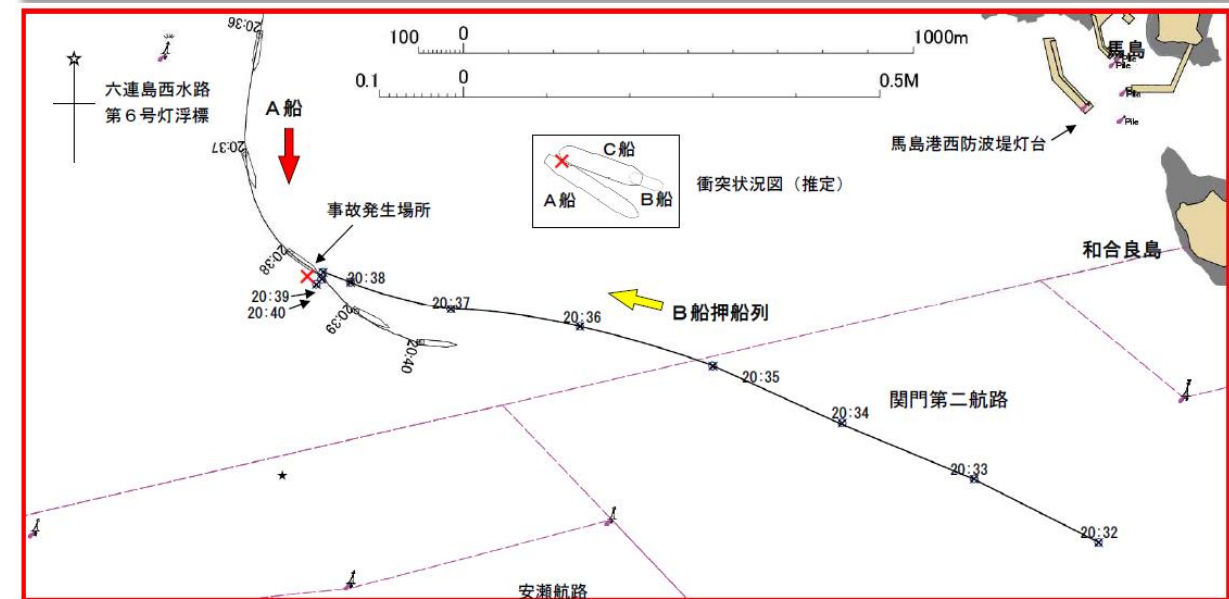 20:36
100 0 1000m
0.1 0 0.5M
六連島西水路
第６号灯浮標
Ａ船
馬島
Pile
Pile
Pile
Pile
馬島港西防波堤灯台
20:37
Ｃ船
Ａ船
Ｂ船
衝突状況図（推定）
事故発生場所
和合良島
20:38
20:38
20:39
20:40
20:37
Ｂ船押船列
20:36
20:39
20:40
20:35
関門第二航路
20:34
20:33
20:32
安瀬航路